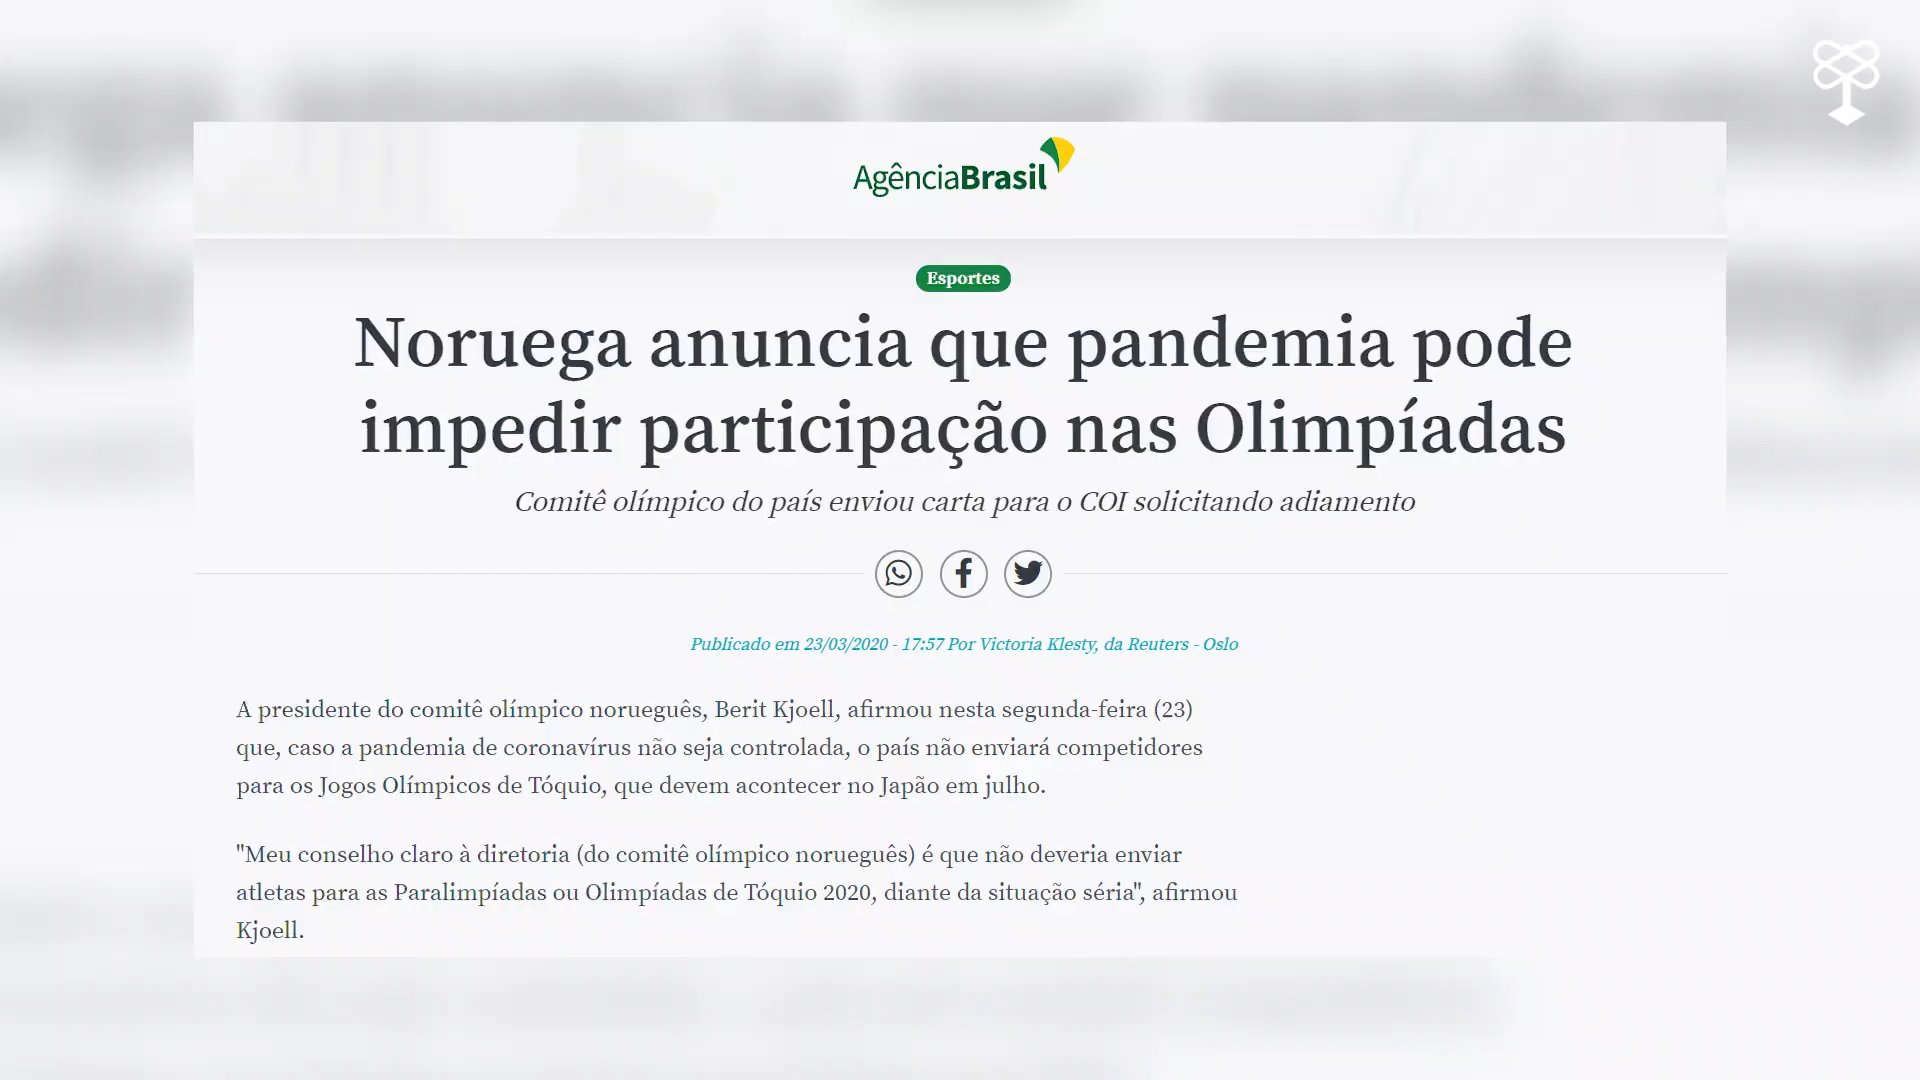 AgênciaBrasil
Esportes
Noruega anuncia que pandemia pode
impedir participação nas Olimpíadas
Comitê olímpico do país enviou carta para o COI solicitando adiamento
Publicado em 23/03/2020 - 17:57 Por Victoria Klesty, da Reuters - Oslo
A presidente do comitê olímpico norueguês, Berit Kjoell, afirmou nesta segunda-feira (23)
que, caso a pandemia de coronavírus não seja controlada, o país não enviará competidores
para os Jogos Olímpicos de Tóquio, que devem acontecer no Japão em julho.
"Meu conselho claro à diretoria (do comitê olímpico norueguês) é que não deveria enviar
atletas para as Paralimpíadas ou Olimpíadas de Tóquio 2020, diante da situação séria", afirmou
Kjoell.